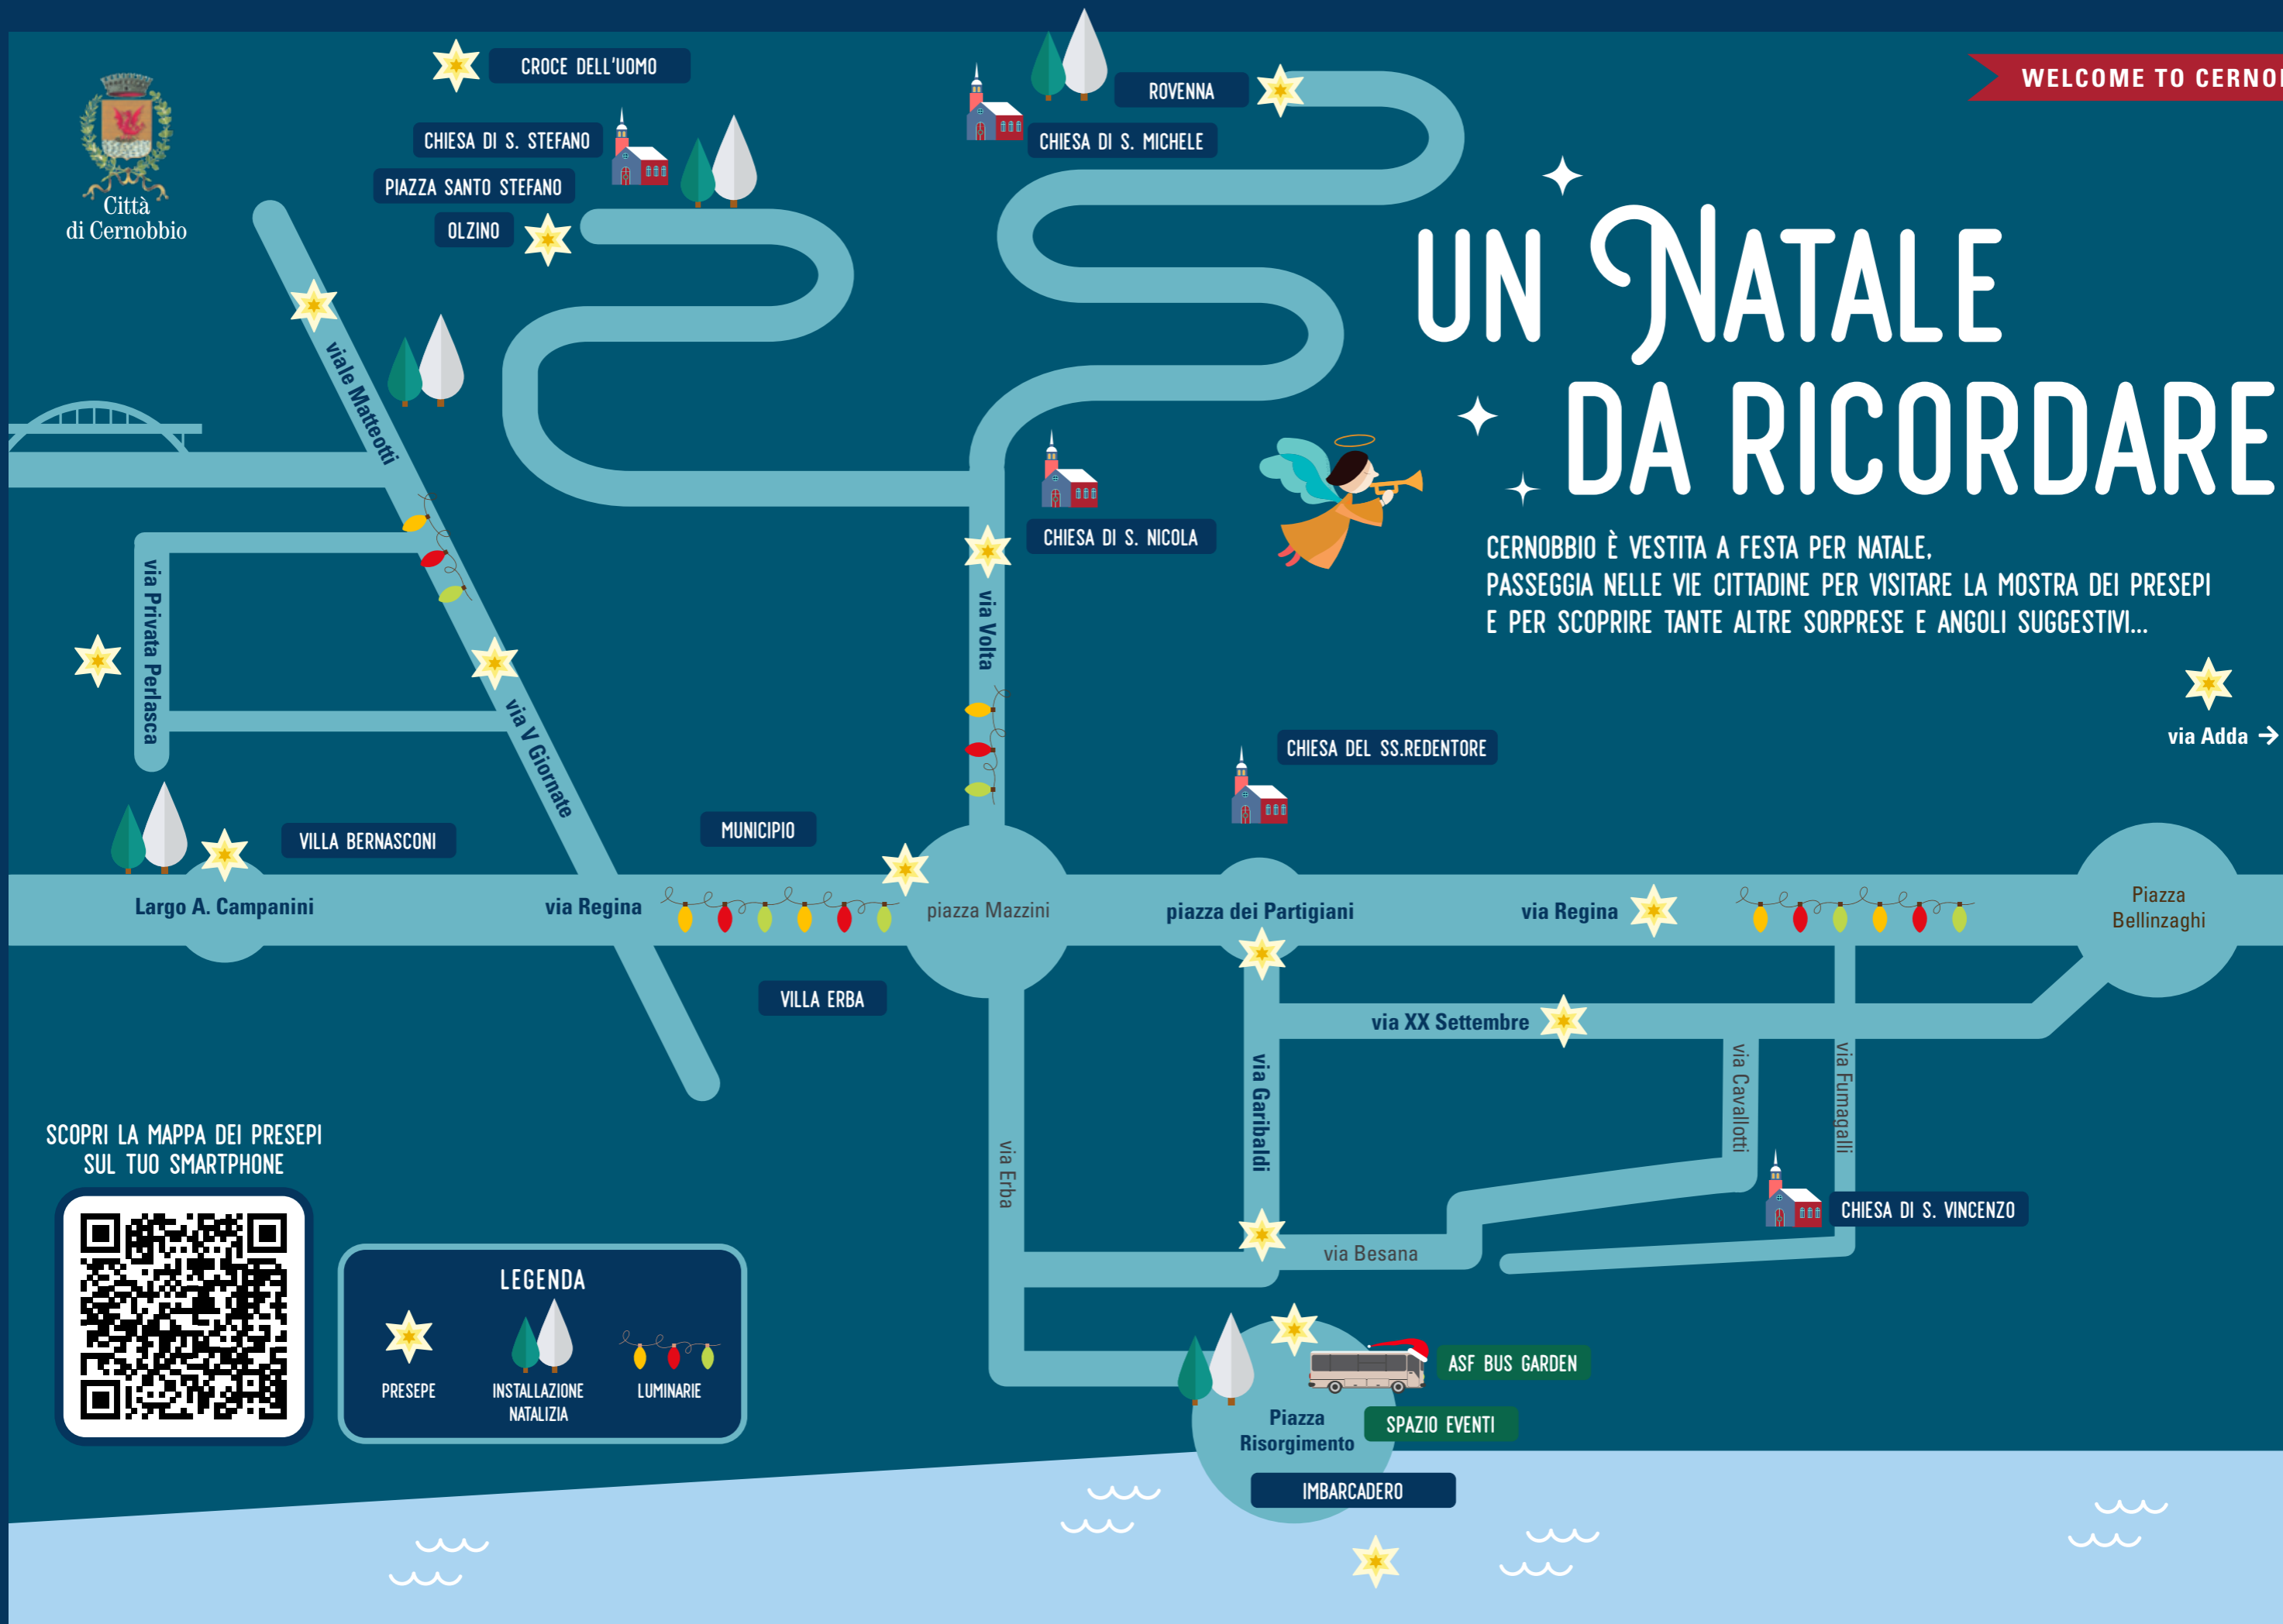 CROCE DELL'UOMO
ROVENNA
WELCOME TO CERNO
CHIESA DI S. STEFANO
CHIESA DI S. MICHELE
PIAZZA SANTO STEFANO
OLZINO
Città
di Cernobbio
UN NATALE
DA RICORDARE
viale Matteotti
CHIESA DI S. NICOLA
CERNOBBIO È VESTITA A FESTA PER NATALE,
PASSEGGIA NELLE VIE CITTADINE PER VISITARE LA MOSTRA DEI PRESEPI
E PER SCOPRIRE TANTE ALTRE SORPRESE E ANGOLI SUGGESTIVI...
via Privata Perlasca
via Volta
via V Giornate
via Adda →
CHIESA DEL SS.REDENTORE
MUNICIPIO
VILLA BERNASCONI
Largo A. Campanini
via Regina
piazza Mazzini
piazza dei Partigiani
via Regina
Piazza
Bellinzaghi
VILLA ERBA
via XX Settembre
via Garibaldi
via Cavallotti
via Fumagalli
via Erba
SCOPRI LA MAPPA DEI PRESEPI
SUL TUO SMARTPHONE
CHIESA DI S. VINCENZO
via Besana
LEGENDA
PRESEPE
INSTALLAZIONE
NATALIZIA
LUMINARIE
ASF BUS GARDEN
SPAZIO EVENTI
Piazza
Risorgimento
IMBARCADERO